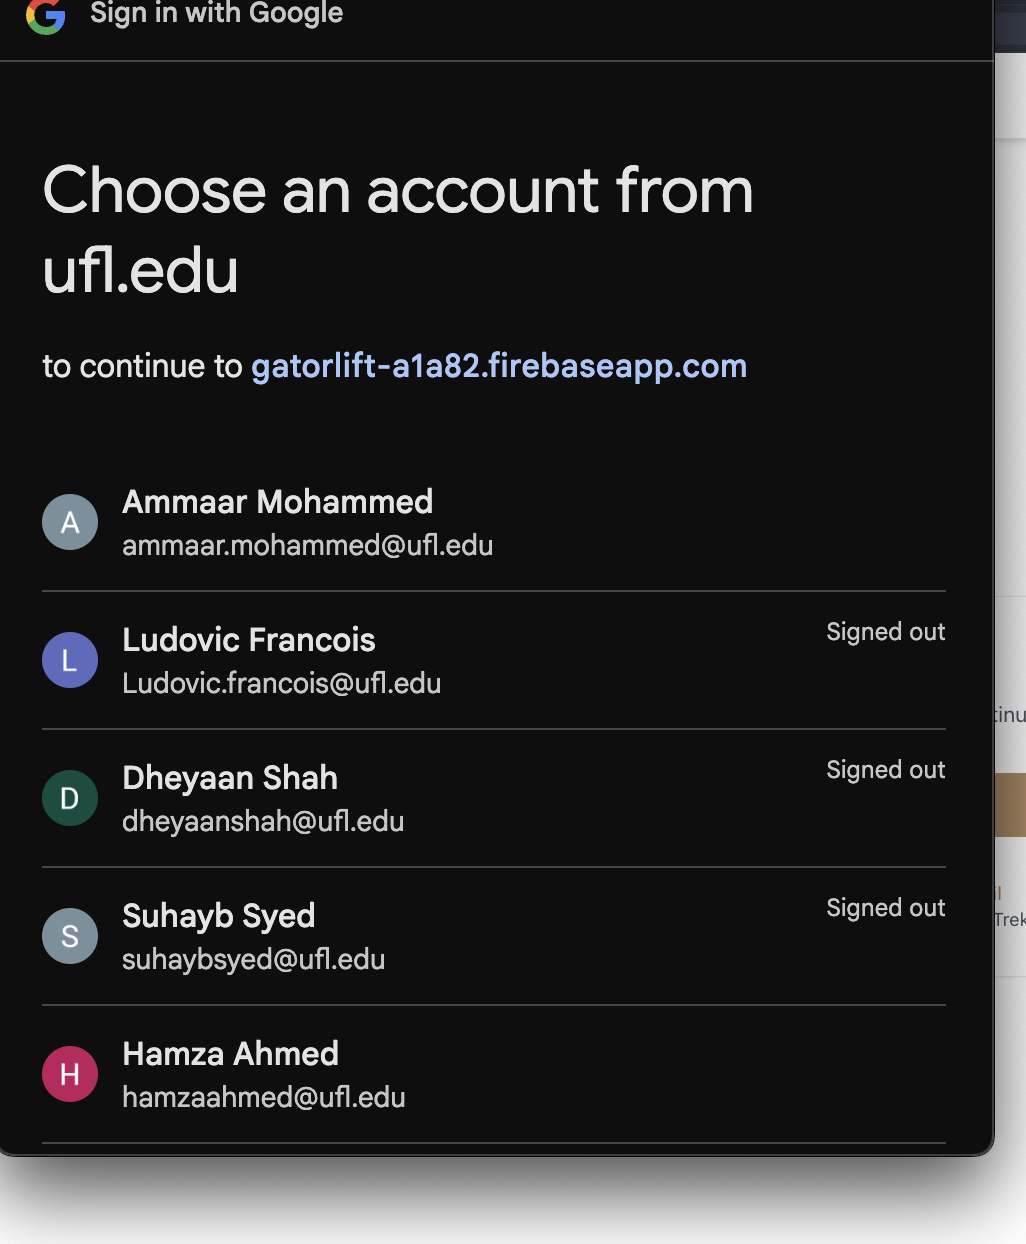 Sign in with Google
Choose an account from
ufl.edu
to continue to gatorlift-a1a82.firebaseapp.com
A
Ammaar Mohammed
ammaar.mohammed@ufl.edu
L
Ludovic Francois
Signed out
Ludovic.francois@ufl.edu
D
Dheyaan Shah
Signed out
dheyaanshah@ufl.edu
S
Suhayb Syed
Signed out
suhaybsyed@ufl.edu
H
Hamza Ahmed
hamzaahmed@ufl.edu